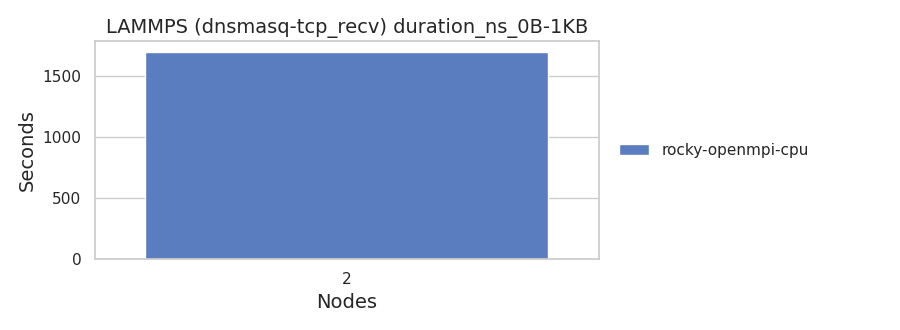 LAMMPS (dnsmasq-tcp_recv) duration_ns_0B-1KB
1500
1000
500
0
Seconds
2
Nodes
rocky-openmpi-cpu